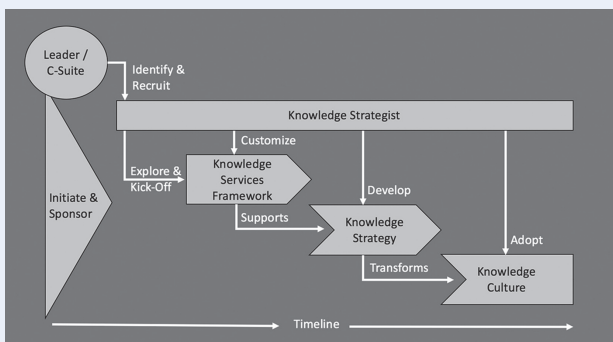 Leader /
C-Suite
Identify &
Recruit
Knowledge Strategist
Customize
Explore &
Kick-Off
Knowledge
Services
Framework
Initiate &
Sponsor
Develop
Supports
Knowledge
Strategy
Adopt
Transforms
Knowledge
Culture
Timeline